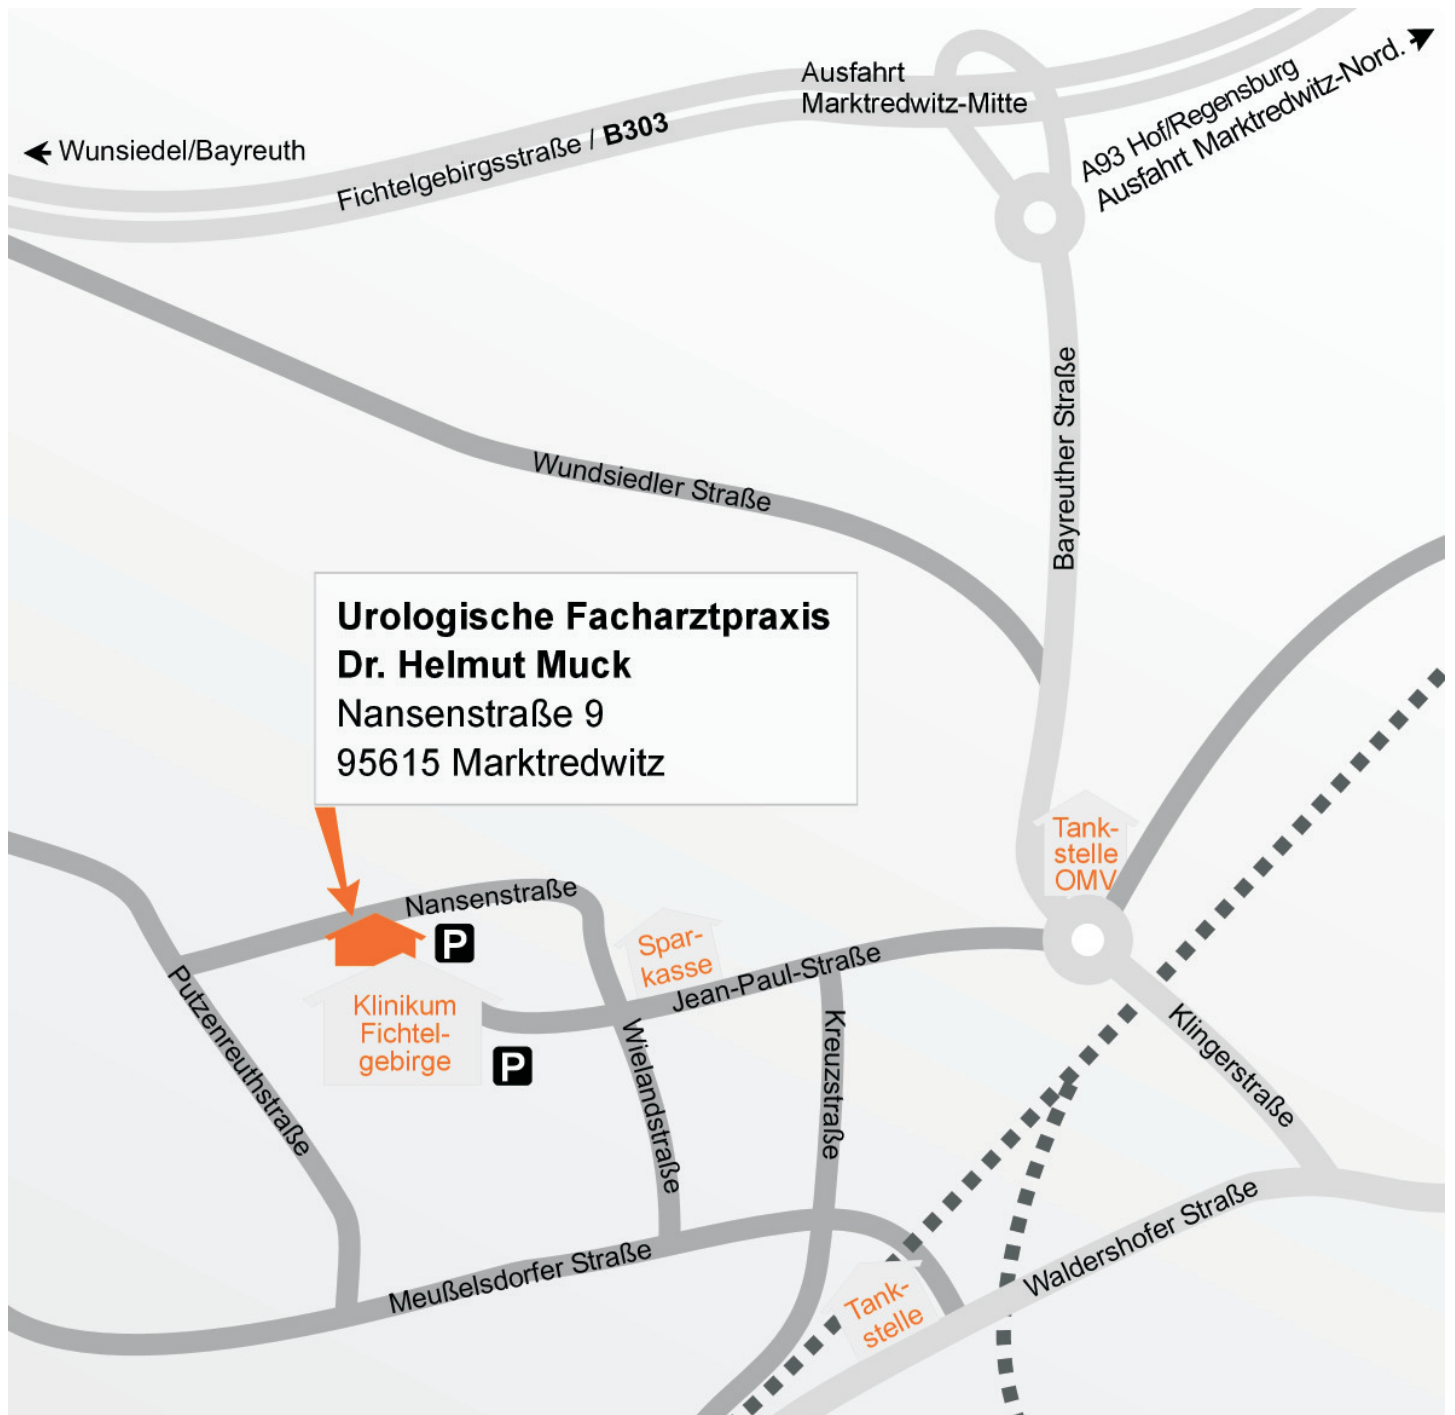 Ausfahrt
Marktredwitz-Mitte
Wunsiedel/Bayreuth
Fichtelgebirgsstraße / B303
A93 Hof/Regensburg
Ausfahrt Marktredwitz-Nord.
Bayreuther Straße
Wundsiedler Straße
Urologische Facharztpraxis
Dr. Helmut Muck
Nansenstraße 9
95615 Marktredwitz
Tank-
stelle
OMV
Nansenstraße
P
Spar-
kasse
Jean-Paul-Straße
Putzenreuthstraße
Klinikum
Fichtel-
gebirge
P
Wielandstraße
Kreuzstraße
Klingerstraße
Waldershofer Straße
Meußelsdorfer Straße
Tank-
stelle